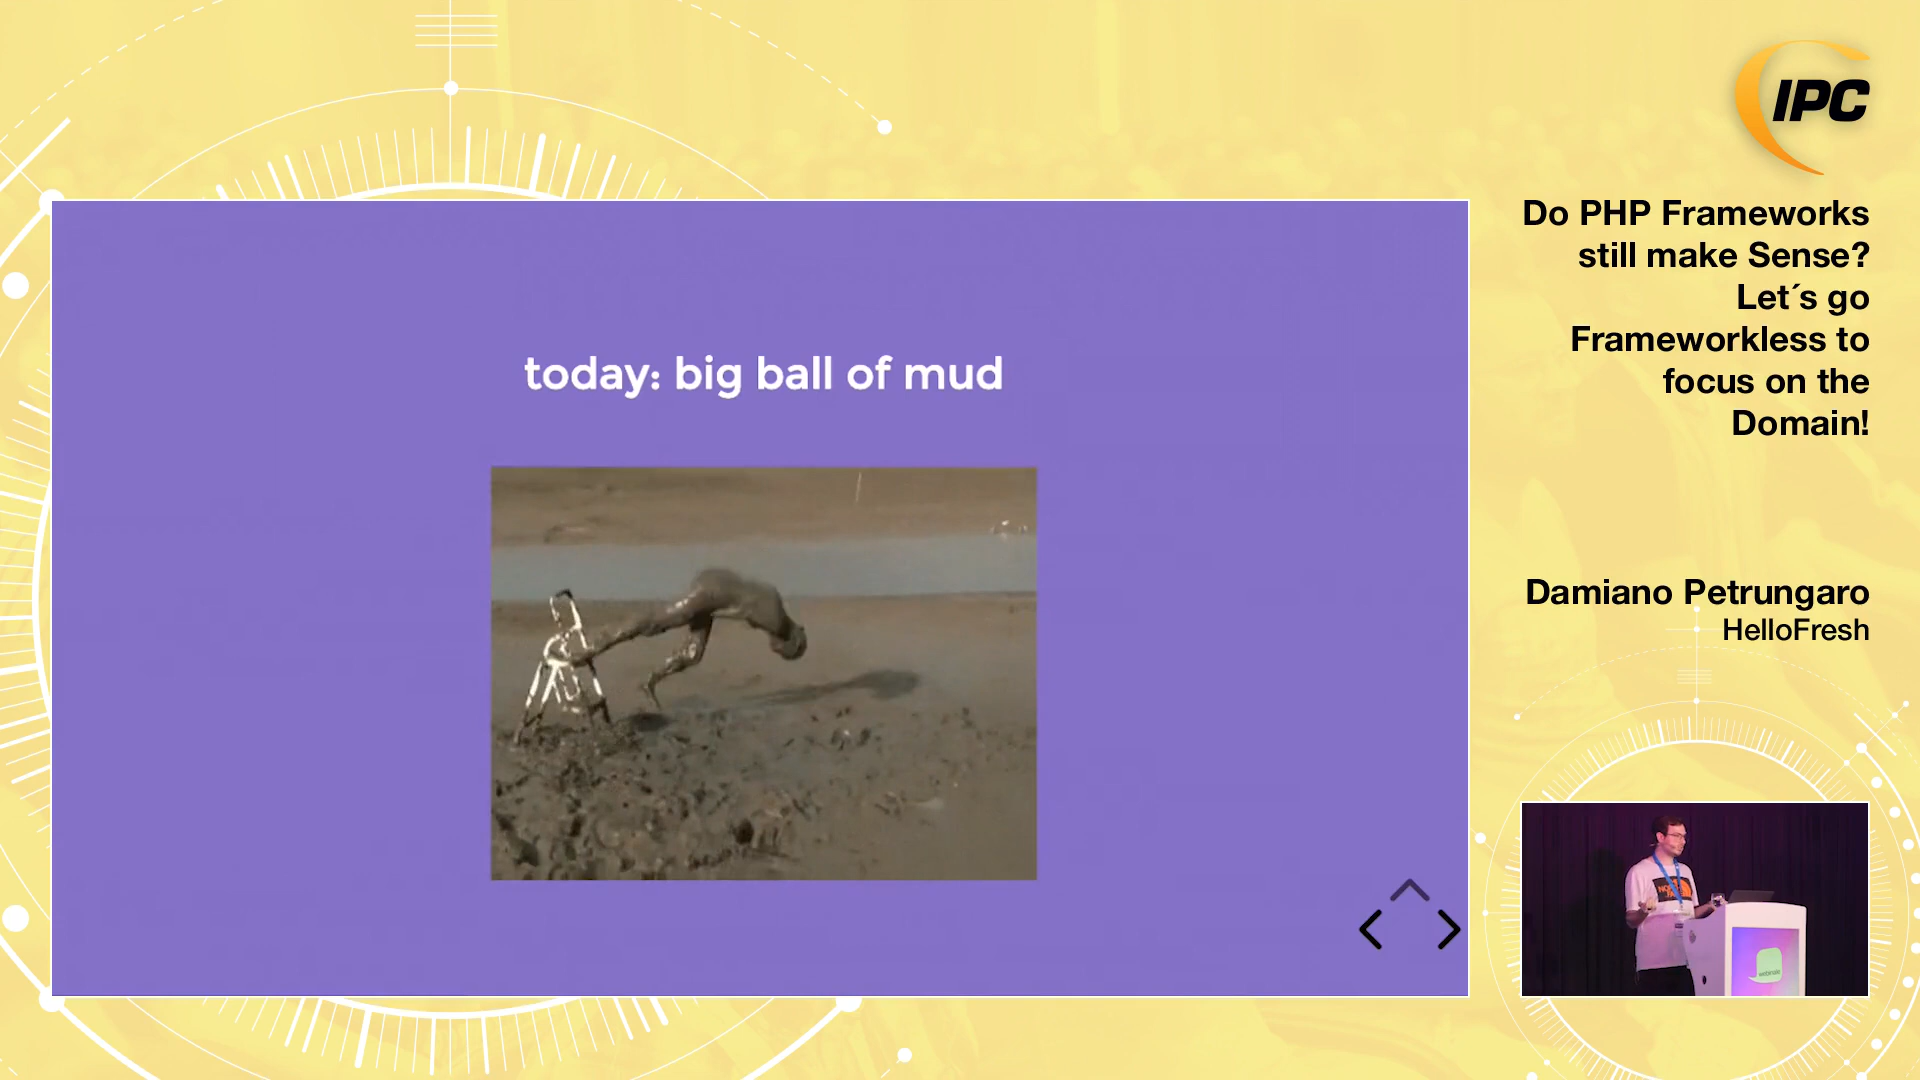 IPC
Do PHP Frameworks
still make Sense?
Let´s go
Frameworkless to
focus on the
Domain!
today: big ball of mud
Damiano Petrungaro
HelloFresh
webinale